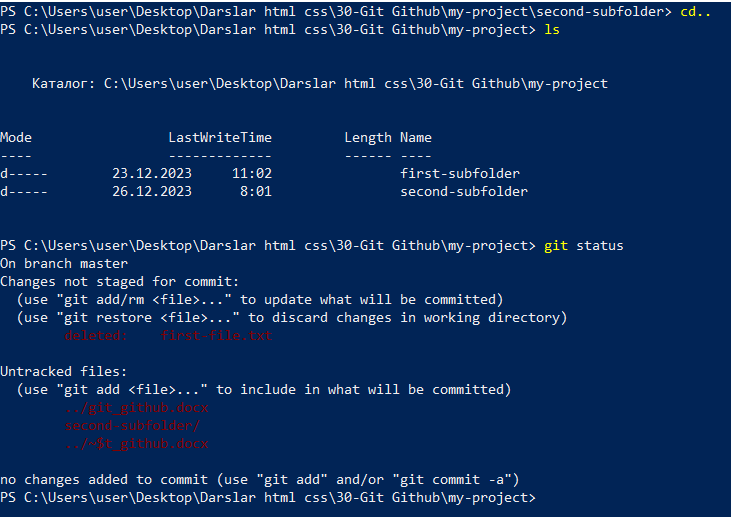 PS C:\Users\user\Desktop\Darslar html css\30-Git Github\my-project\second-subfolder> cd..
PS C:\Users\user\Desktop\Darslar html css\30-Git Github\my-project> ls
Каталог: C:\Users\user\Desktop\Darslar html css\30-Git Github\my-project
Mode                 LastWriteTime         Length Name
----                 -------------         ------ ----
d-----        23.12.2023     11:02                first-subfolder
d-----        26.12.2023      8:01                second-subfolder
PS C:\Users\user\Desktop\Darslar html css\30-Git Github\my-project> git status
On branch master
Changes not staged for commit:
  (use "git add/rm <file>..." to update what will be committed)
  (use "git restore <file>..." to discard changes in working directory)
        deleted:    first-file.txt
Untracked files:
  (use "git add <file>..." to include in what will be committed)
        ../git_github.docx
        second-subfolder/
        ../~$t_github.docx
no changes added to commit (use "git add" and/or "git commit -a")
PS C:\Users\user\Desktop\Darslar html css\30-Git Github\my-project>